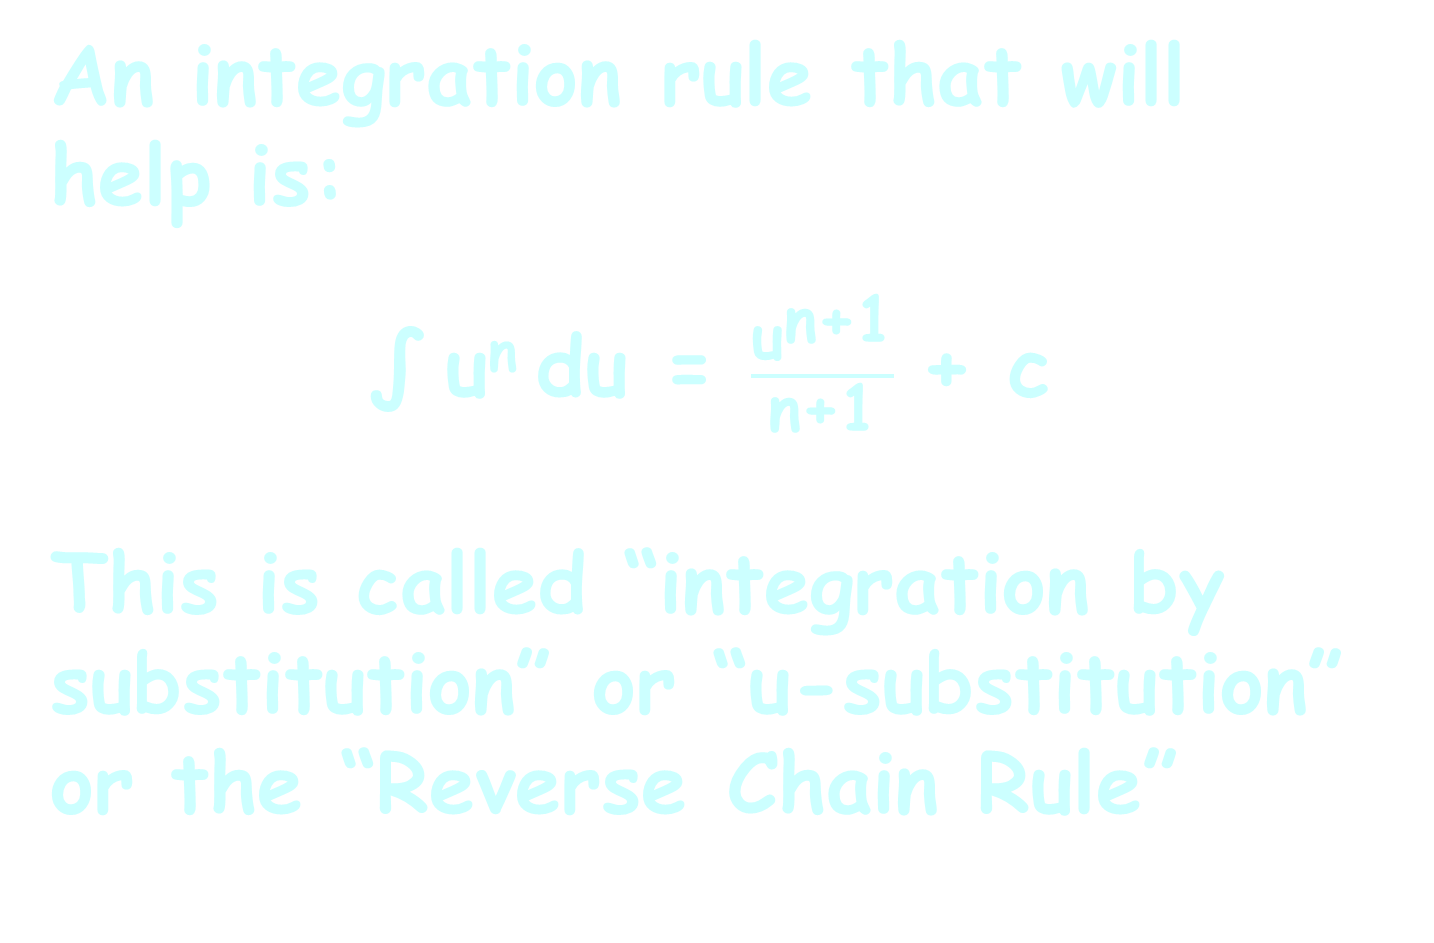 An integration rule that will
help is:
∫ uⁿ du = uⁿ⁺¹/n+1 + c
This is called “integration by
substitution” or “u-substitution”
or the “Reverse Chain Rule”